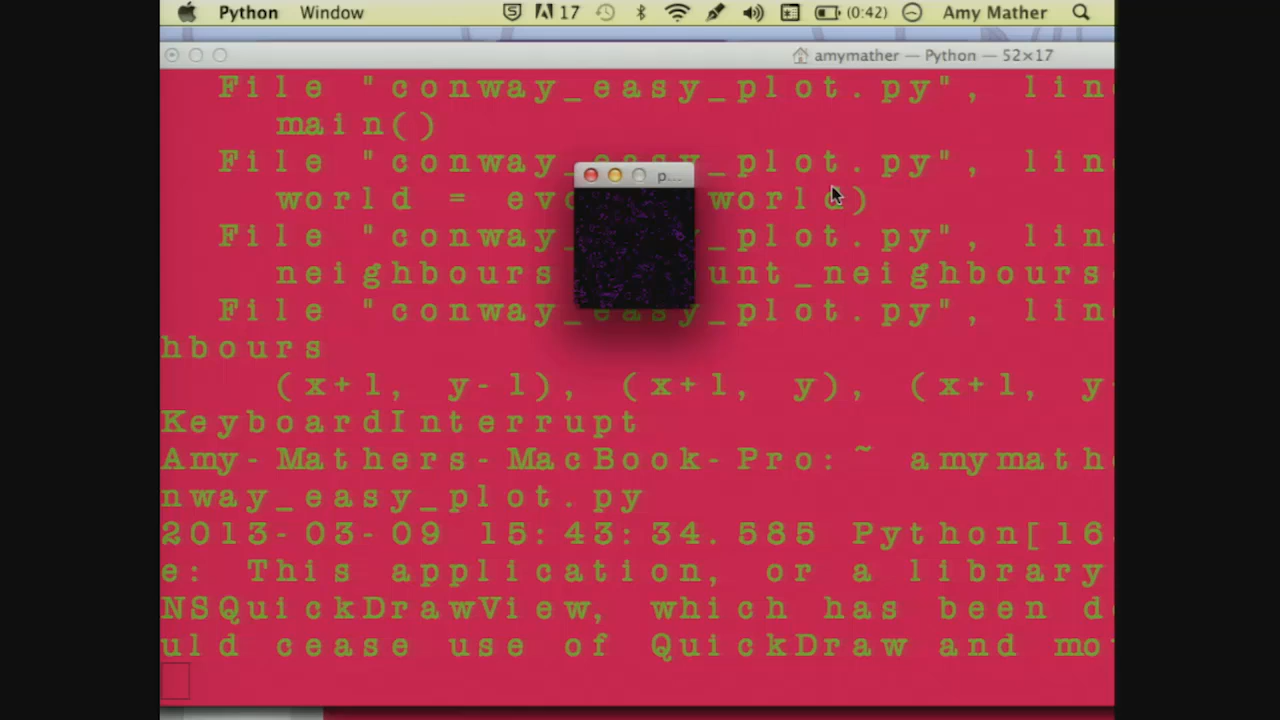 Python Window 17 (0:42) Amy Mather
amymather — Python — 52×17
File "conway_easy_plot.py", lin
main()
p...
File "conway_easy_plot.py", lin
world = evo world)
File "conway_easy_plot.py", lin
neighbours unt_neighbours
File "conway_easy_plot.py", lin
hbours
(x+1, y-1), (x+1, y), (x+1, y
KeyboardInterrupt
Amy-Mathers-MacBook-Pro:~ amymath
nway_easy_plot.py
2013-03-09 15:43:34.585 Python[16
e: This application, or a library
NSQuickDrawView, which has been d
uld cease use of QuickDraw and mo